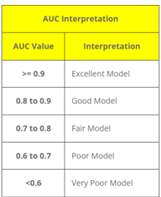 AUC Interpretation
AUC Value Interpretation
>= 0.9 Excellent Model
0.8 to 0.9 Good Model
0.7 to 0.8 Fair Model
0.6 to 0.7 Poor Model
<0.6 Very Poor Model